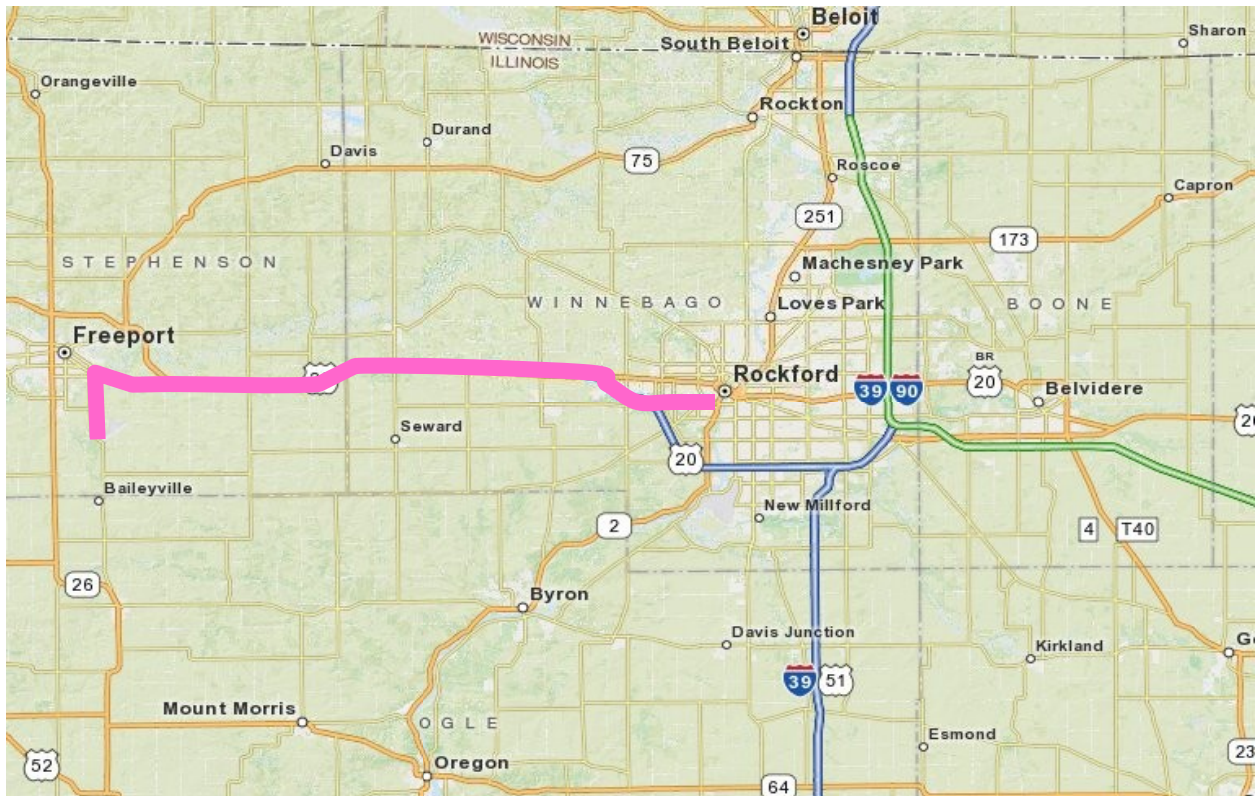 Beloit
Sharon
WISCONSIN
South Beloit
ILLINOIS
Orangeville
Rockton
Durand
Davis
75
Roscoe
Capron
251
173
STEPHENSON
Machesney Park
WINNEBAGO
BOONE
Loves Park
Freeport
BR
20
Rockford
39
90
Belvidere
Seward
20
Baileyville
New Millford
2
4
T40
26
Byron
Davis Junction
Kirkland
39
51
Mount Morris
OGLE
Esmond
23
52
Oregon
64